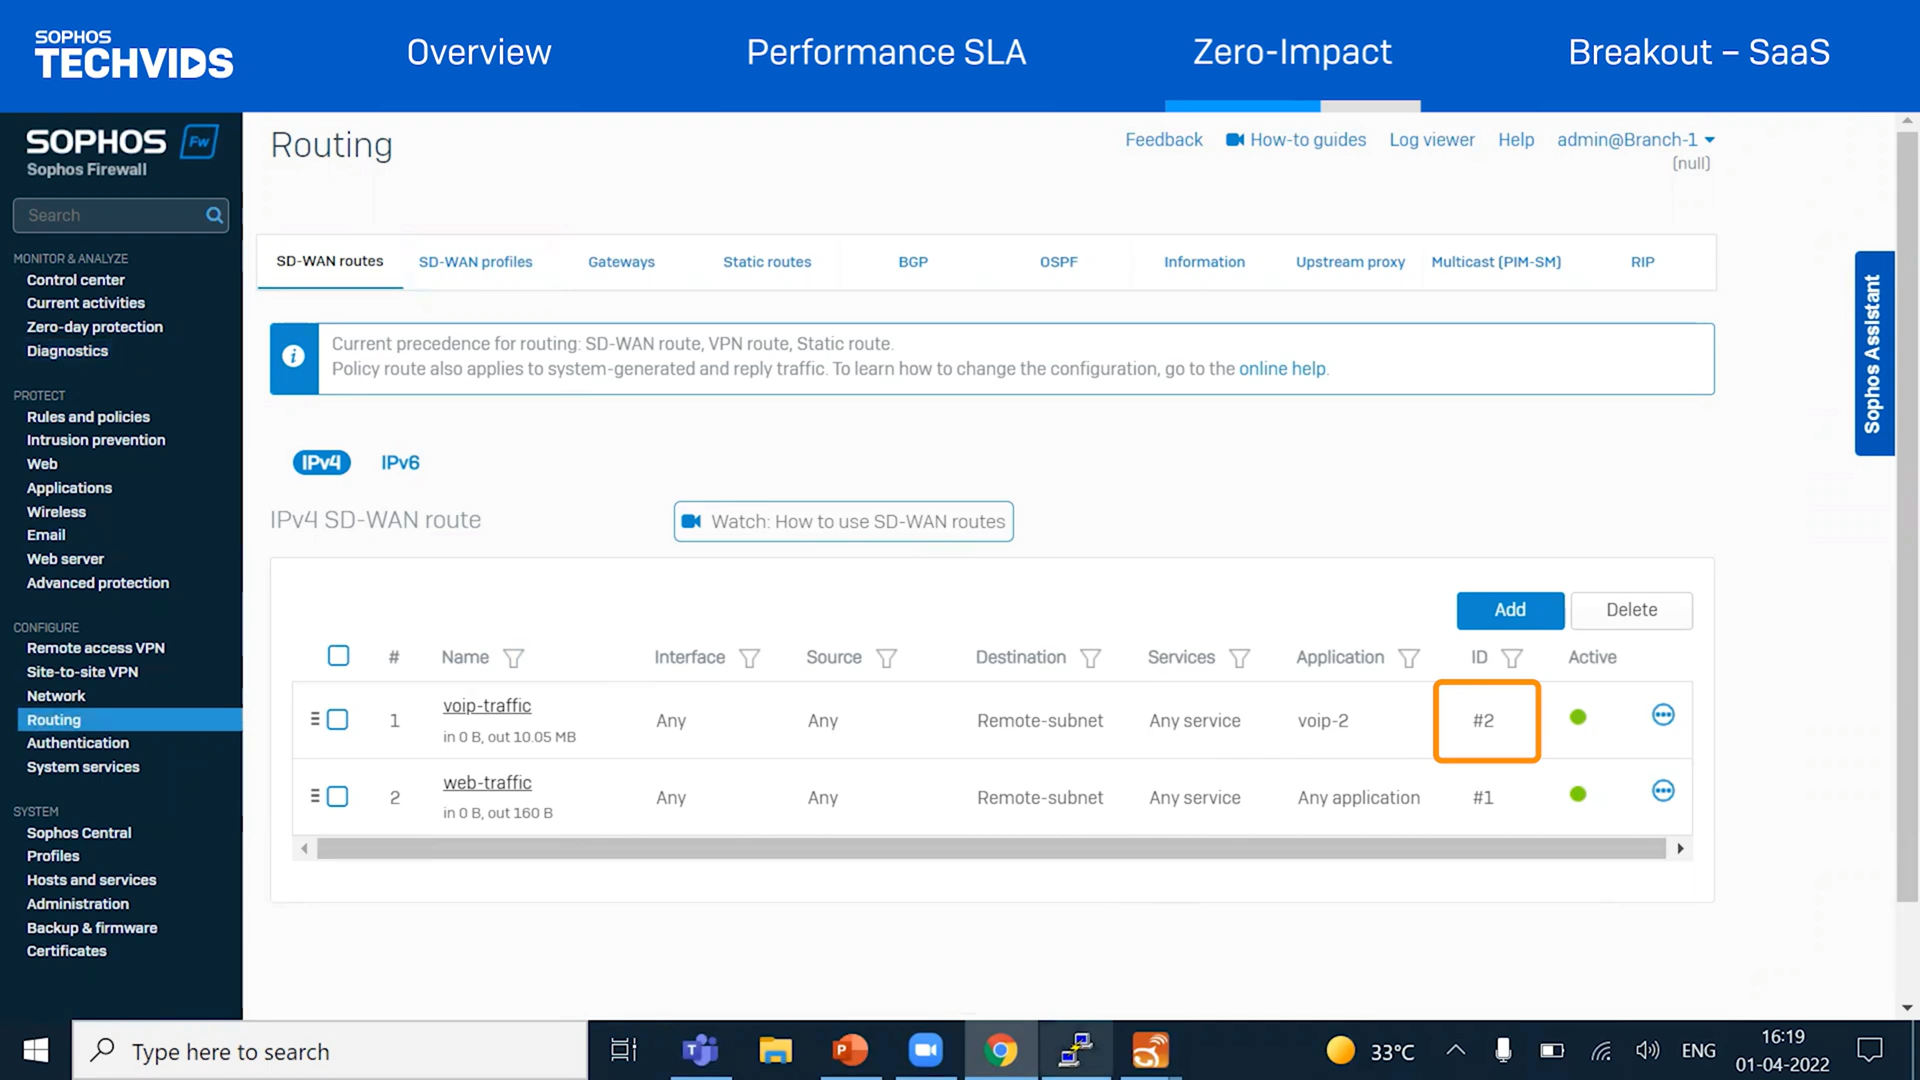 SOPHOS
TECHVIDS
Overview
Performance SLA
Zero-Impact
Breakout – SaaS
SOPHOS Fw
Sophos Firewall
Search
MONITOR & ANALYZE
Control center
Current activities
Zero-day protection
Diagnostics
PROTECT
Rules and policies
Intrusion prevention
Web
Applications
Wireless
Email
Web server
Advanced protection
CONFIGURE
Remote access VPN
Site-to-site VPN
Network
Routing
Authentication
System services
SYSTEM
Sophos Central
Profiles
Hosts and services
Administration
Backup & firmware
Certificates
Routing
Feedback How-to guides Log viewer Help admin@Branch-1
(null)
SD-WAN routes SD-WAN profiles Gateways Static routes BGP OSPF Information Upstream proxy Multicast (PIM-SM) RIP
Current precedence for routing: SD-WAN route, VPN route, Static route.
Policy route also applies to system-generated and reply traffic. To learn how to change the configuration, go to the online help.
IPv4 IPv6
IPv4 SD-WAN route
Watch: How to use SD-WAN routes
Add Delete
# Name Interface Source Destination Services Application ID Active
1 voip-traffic Any Any Remote-subnet Any service voip-2 #2
in 0 B, out 10.05 MB
2 web-traffic Any Any Remote-subnet Any service Any application #1
in 0 B, out 160 B
Sophos Assistant
Type here to search
33°C
ENG
16:19
01-04-2022